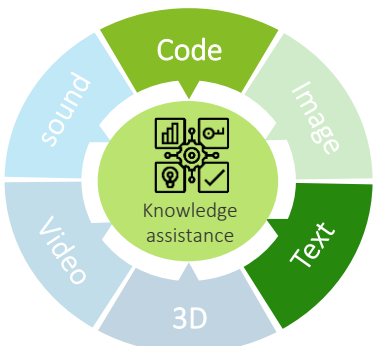 Code
Image
Text
3D
Video
sound
Knowledge
assistance